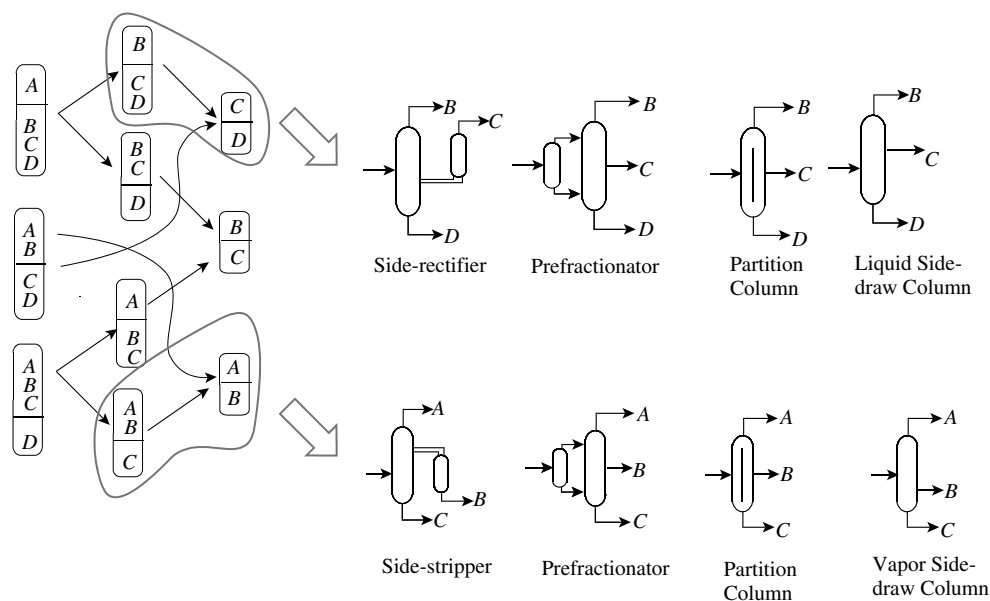 A
B
C
D
B
C
D
C
D
B
C
D
A
B
C
D
B
C
A
B
C
A
B
C
D
A
B
C
A
B
B
C
D
Side-rectifier
B
C
D
Prefractionator
B
C
D
Partition
Column
B
C
D
Liquid Side-
draw Column
A
B
C
Side-stripper
A
B
C
Prefractionator
A
B
C
Partition
Column
A
B
C
Vapor Side-
draw Column